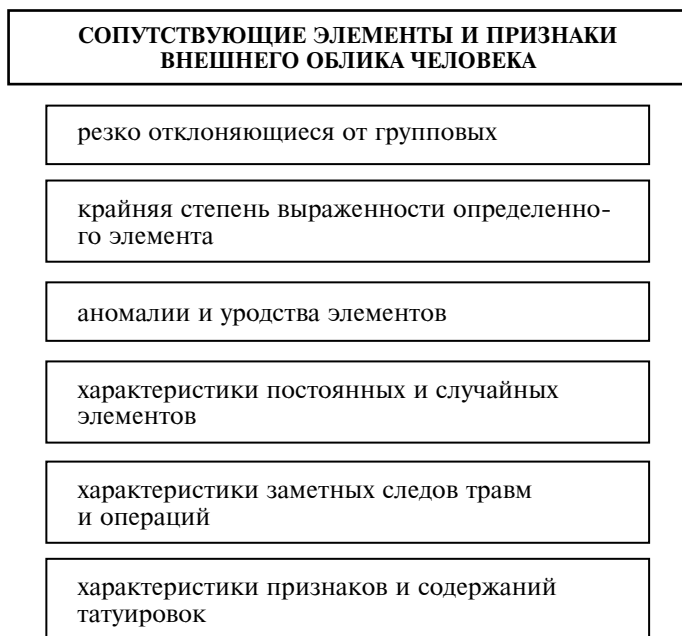 СОПУТСТВУЮЩИЕ ЭЛЕМЕНТЫ И ПРИЗНАКИ
ВНЕШНЕГО ОБЛИКА ЧЕЛОВЕКА
резко отклоняющиеся от групповых
крайняя степень выраженности определенно-
го элемента
аномалии и уродства элементов
характеристики постоянных и случайных
элементов
характеристики заметных следов травм
и операций
характеристики признаков и содержаний
татуировок